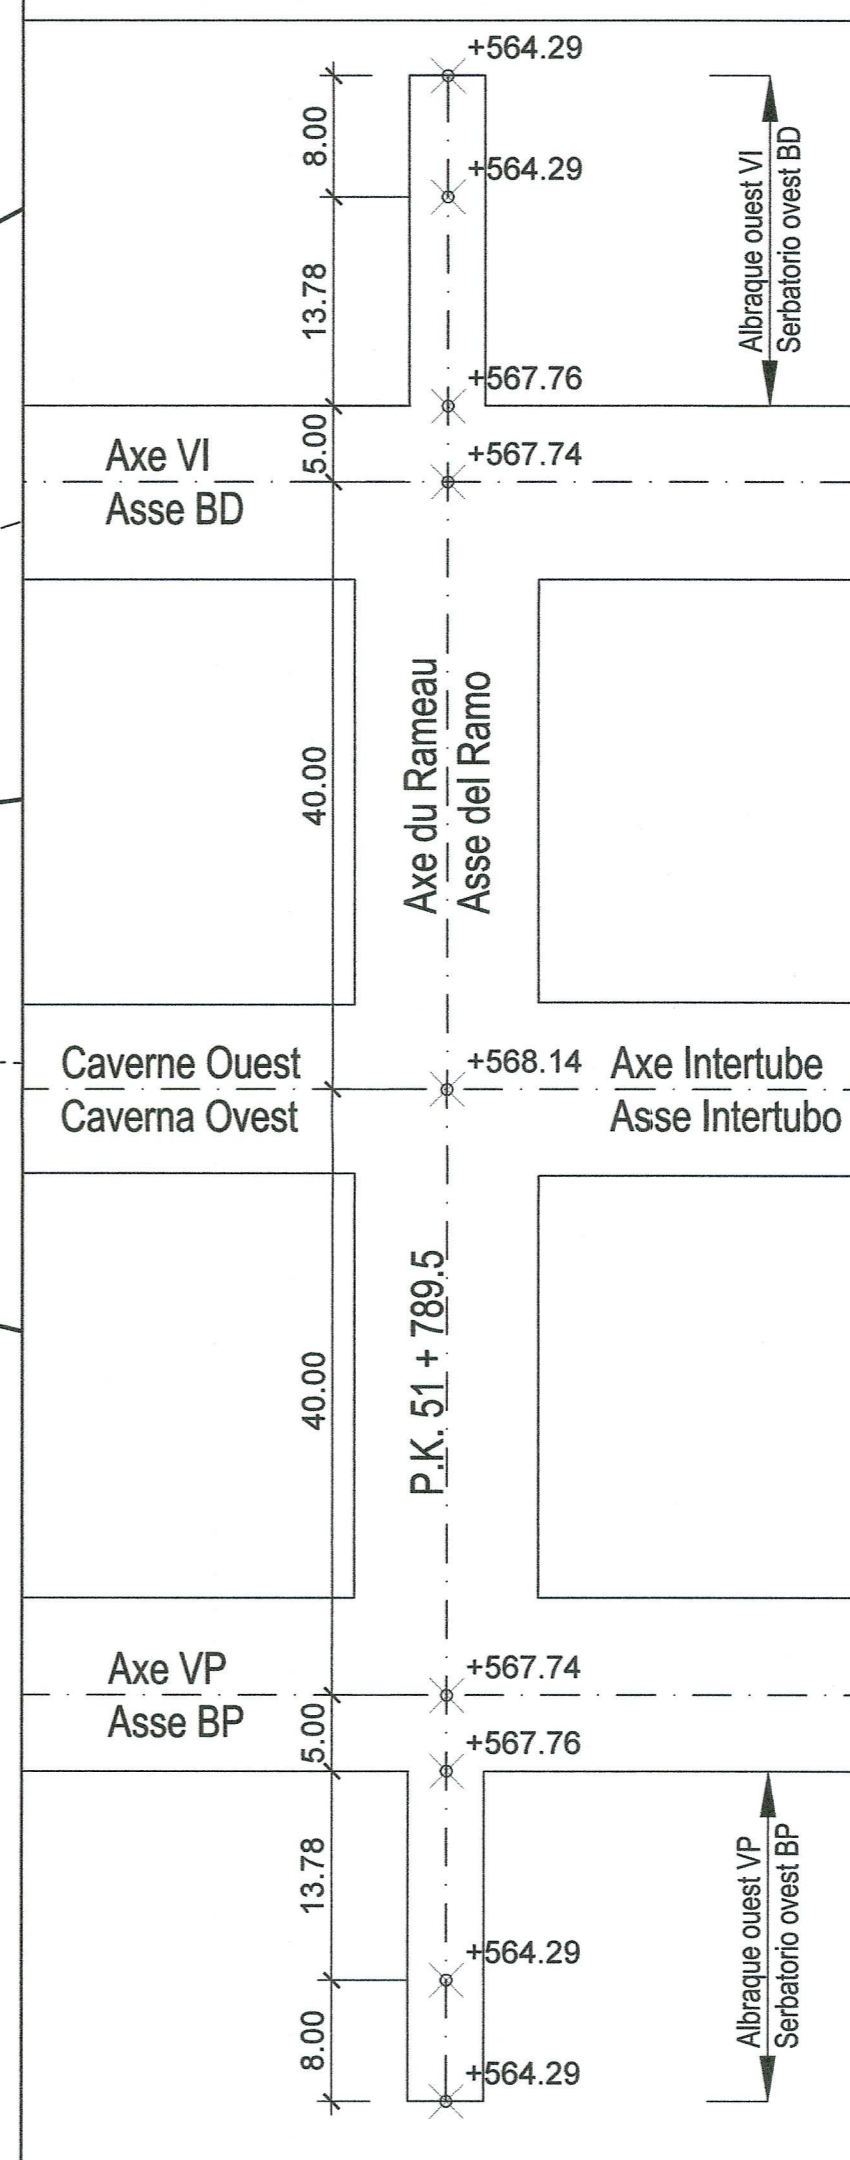 +564.29
8.00
+564.29
Albraque ouest VI
Serbatorio ovest BD
13.78
+567.76
5.00
+567.74
Axe VI
Asse BD
Axe du Rameau
Asse del Ramo
40.00
Caverne Ouest
Caverna Ovest
+568.14
Axe Intertube
Asse Intertubo
P.K. 51 + 789.5
40.00
Axe VP
Asse BP
+567.74
5.00
+567.76
13.78
Albraque ouest VP
Serbatorio ovest BP
+564.29
8.00
+564.29